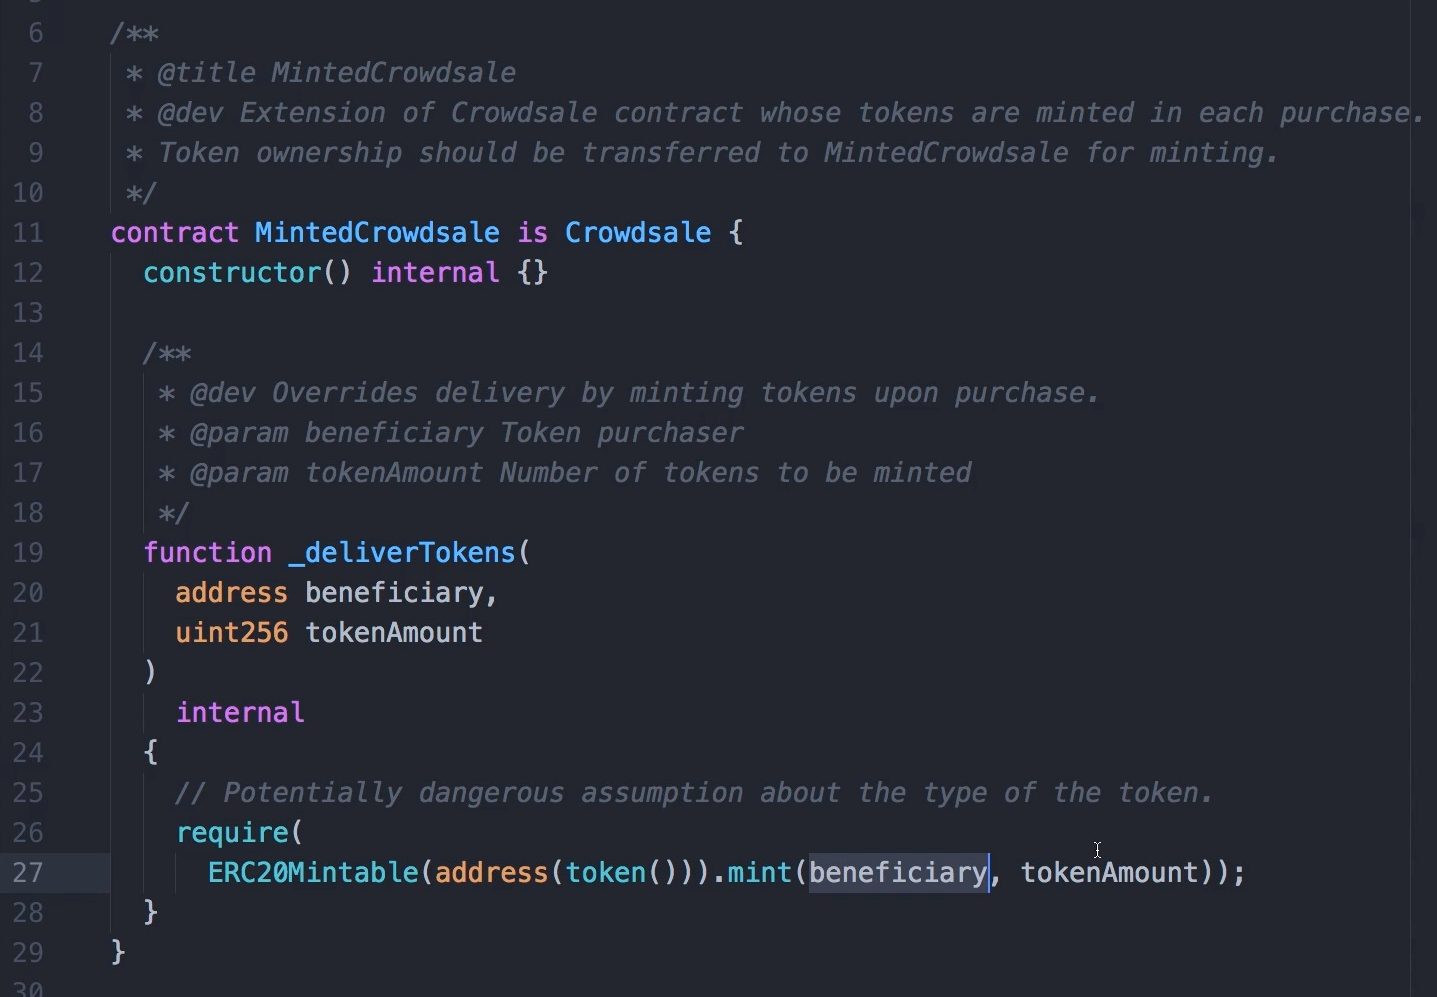 6 /**
7 * @title MintedCrowdsale
8 * @dev Extension of Crowdsale contract whose tokens are minted in each purchase.
9 * Token ownership should be transferred to MintedCrowdsale for minting.
10 */
11 contract MintedCrowdsale is Crowdsale {
12 constructor() internal {}
13
14 /**
15 * @dev Overrides delivery by minting tokens upon purchase.
16 * @param beneficiary Token purchaser
17 * @param tokenAmount Number of tokens to be minted
18 */
19 function _deliverTokens(
20 address beneficiary,
21 uint256 tokenAmount
22 )
23 internal
24 {
25 // Potentially dangerous assumption about the type of the token.
26 require(
27 ERC20Mintable(address(token())).mint(beneficiary, tokenAmount));
28 }
29 }
30